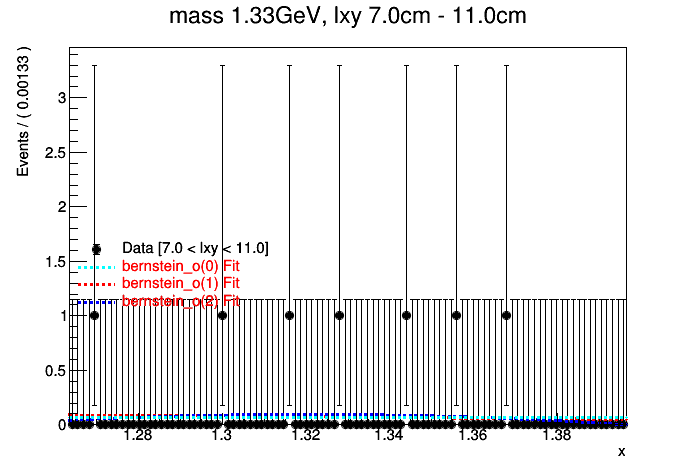 mass 1.33GeV, lxy 7.0cm - 11.0cm
Events / ( 0.00133 )
3
2.5
2
1.5
1
0.5
0
Data [7.0 < lxy < 11.0]
bernstein_o(0) Fit
bernstein_o(1) Fit
bernstein_o(2) Fit
1.28
1.3
1.32
1.34
1.36
1.38
x